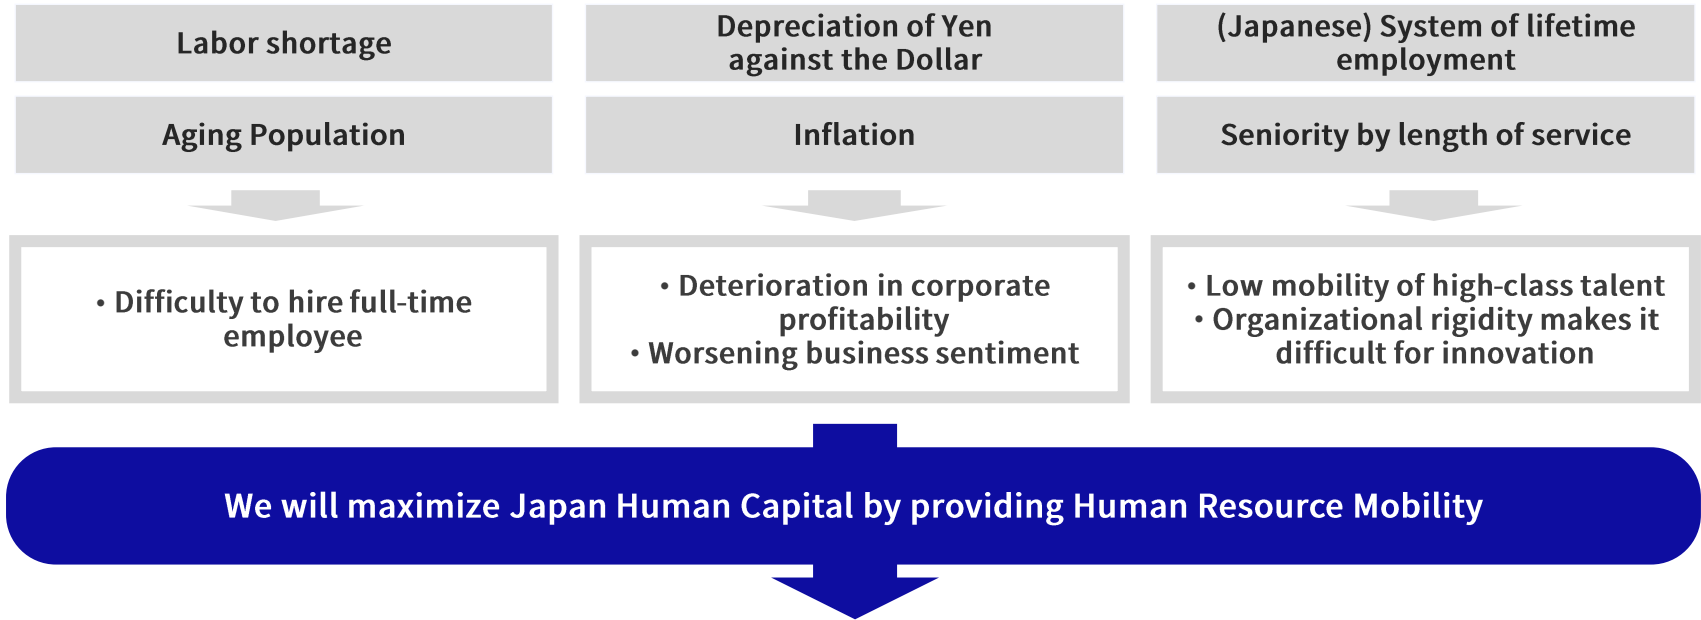 Labor shortage
Depreciation of Yen
against the Dollar
(Japanese) System of lifetime
employment
Aging Population
Inflation
Seniority by length of service
• Difficulty to hire full-time
employee
• Deterioration in corporate
profitability
• Worsening business sentiment
• Low mobility of high-class talent
• Organizational rigidity makes it
difficult for innovation
We will maximize Japan Human Capital by providing Human Resource Mobility